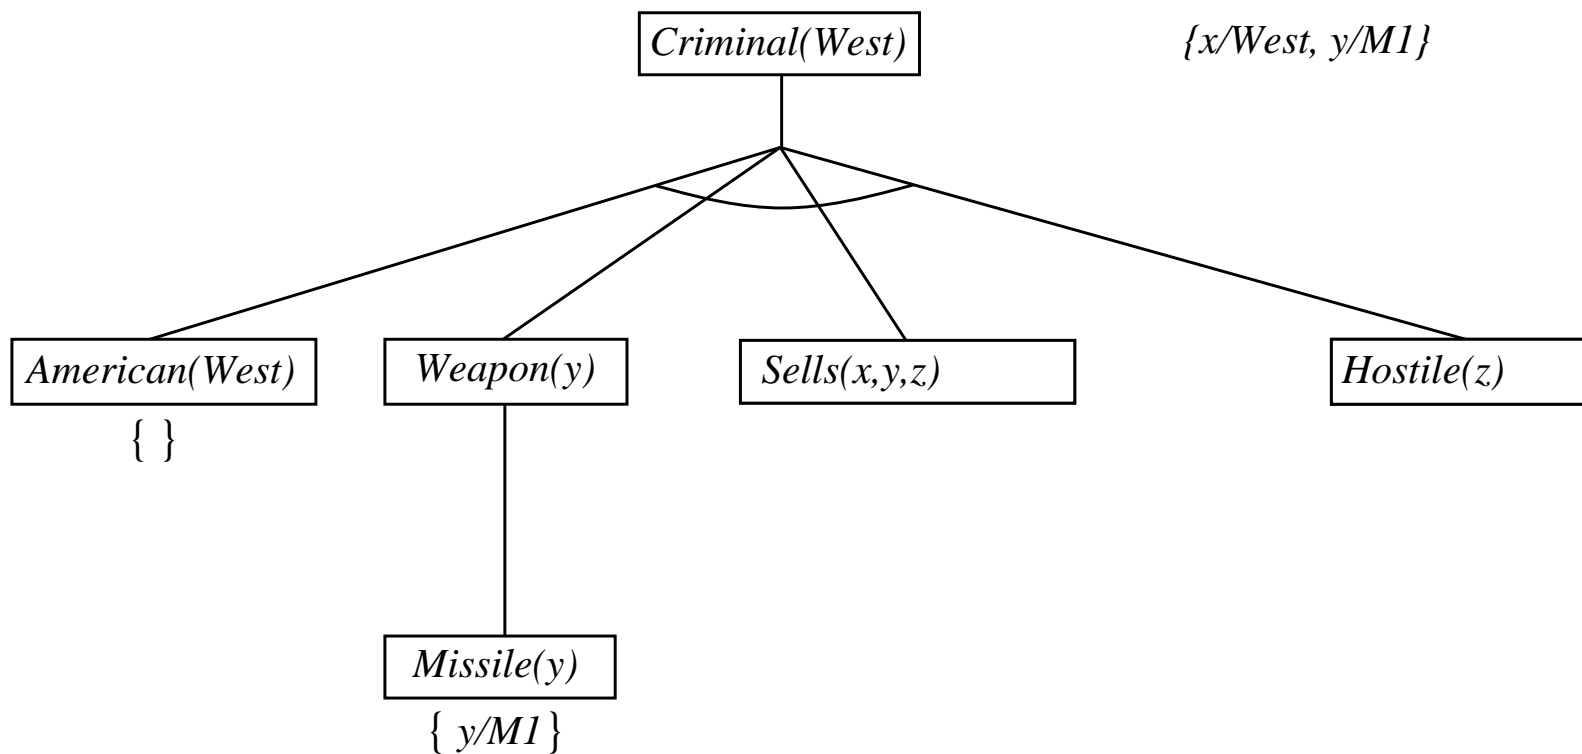 Criminal(West)
{x/West, y/M1}
American(West)
Weapon(y)
Sells(x,y,z)
Hostile(z)
{ }
Missile(y)
{ y/M1 }